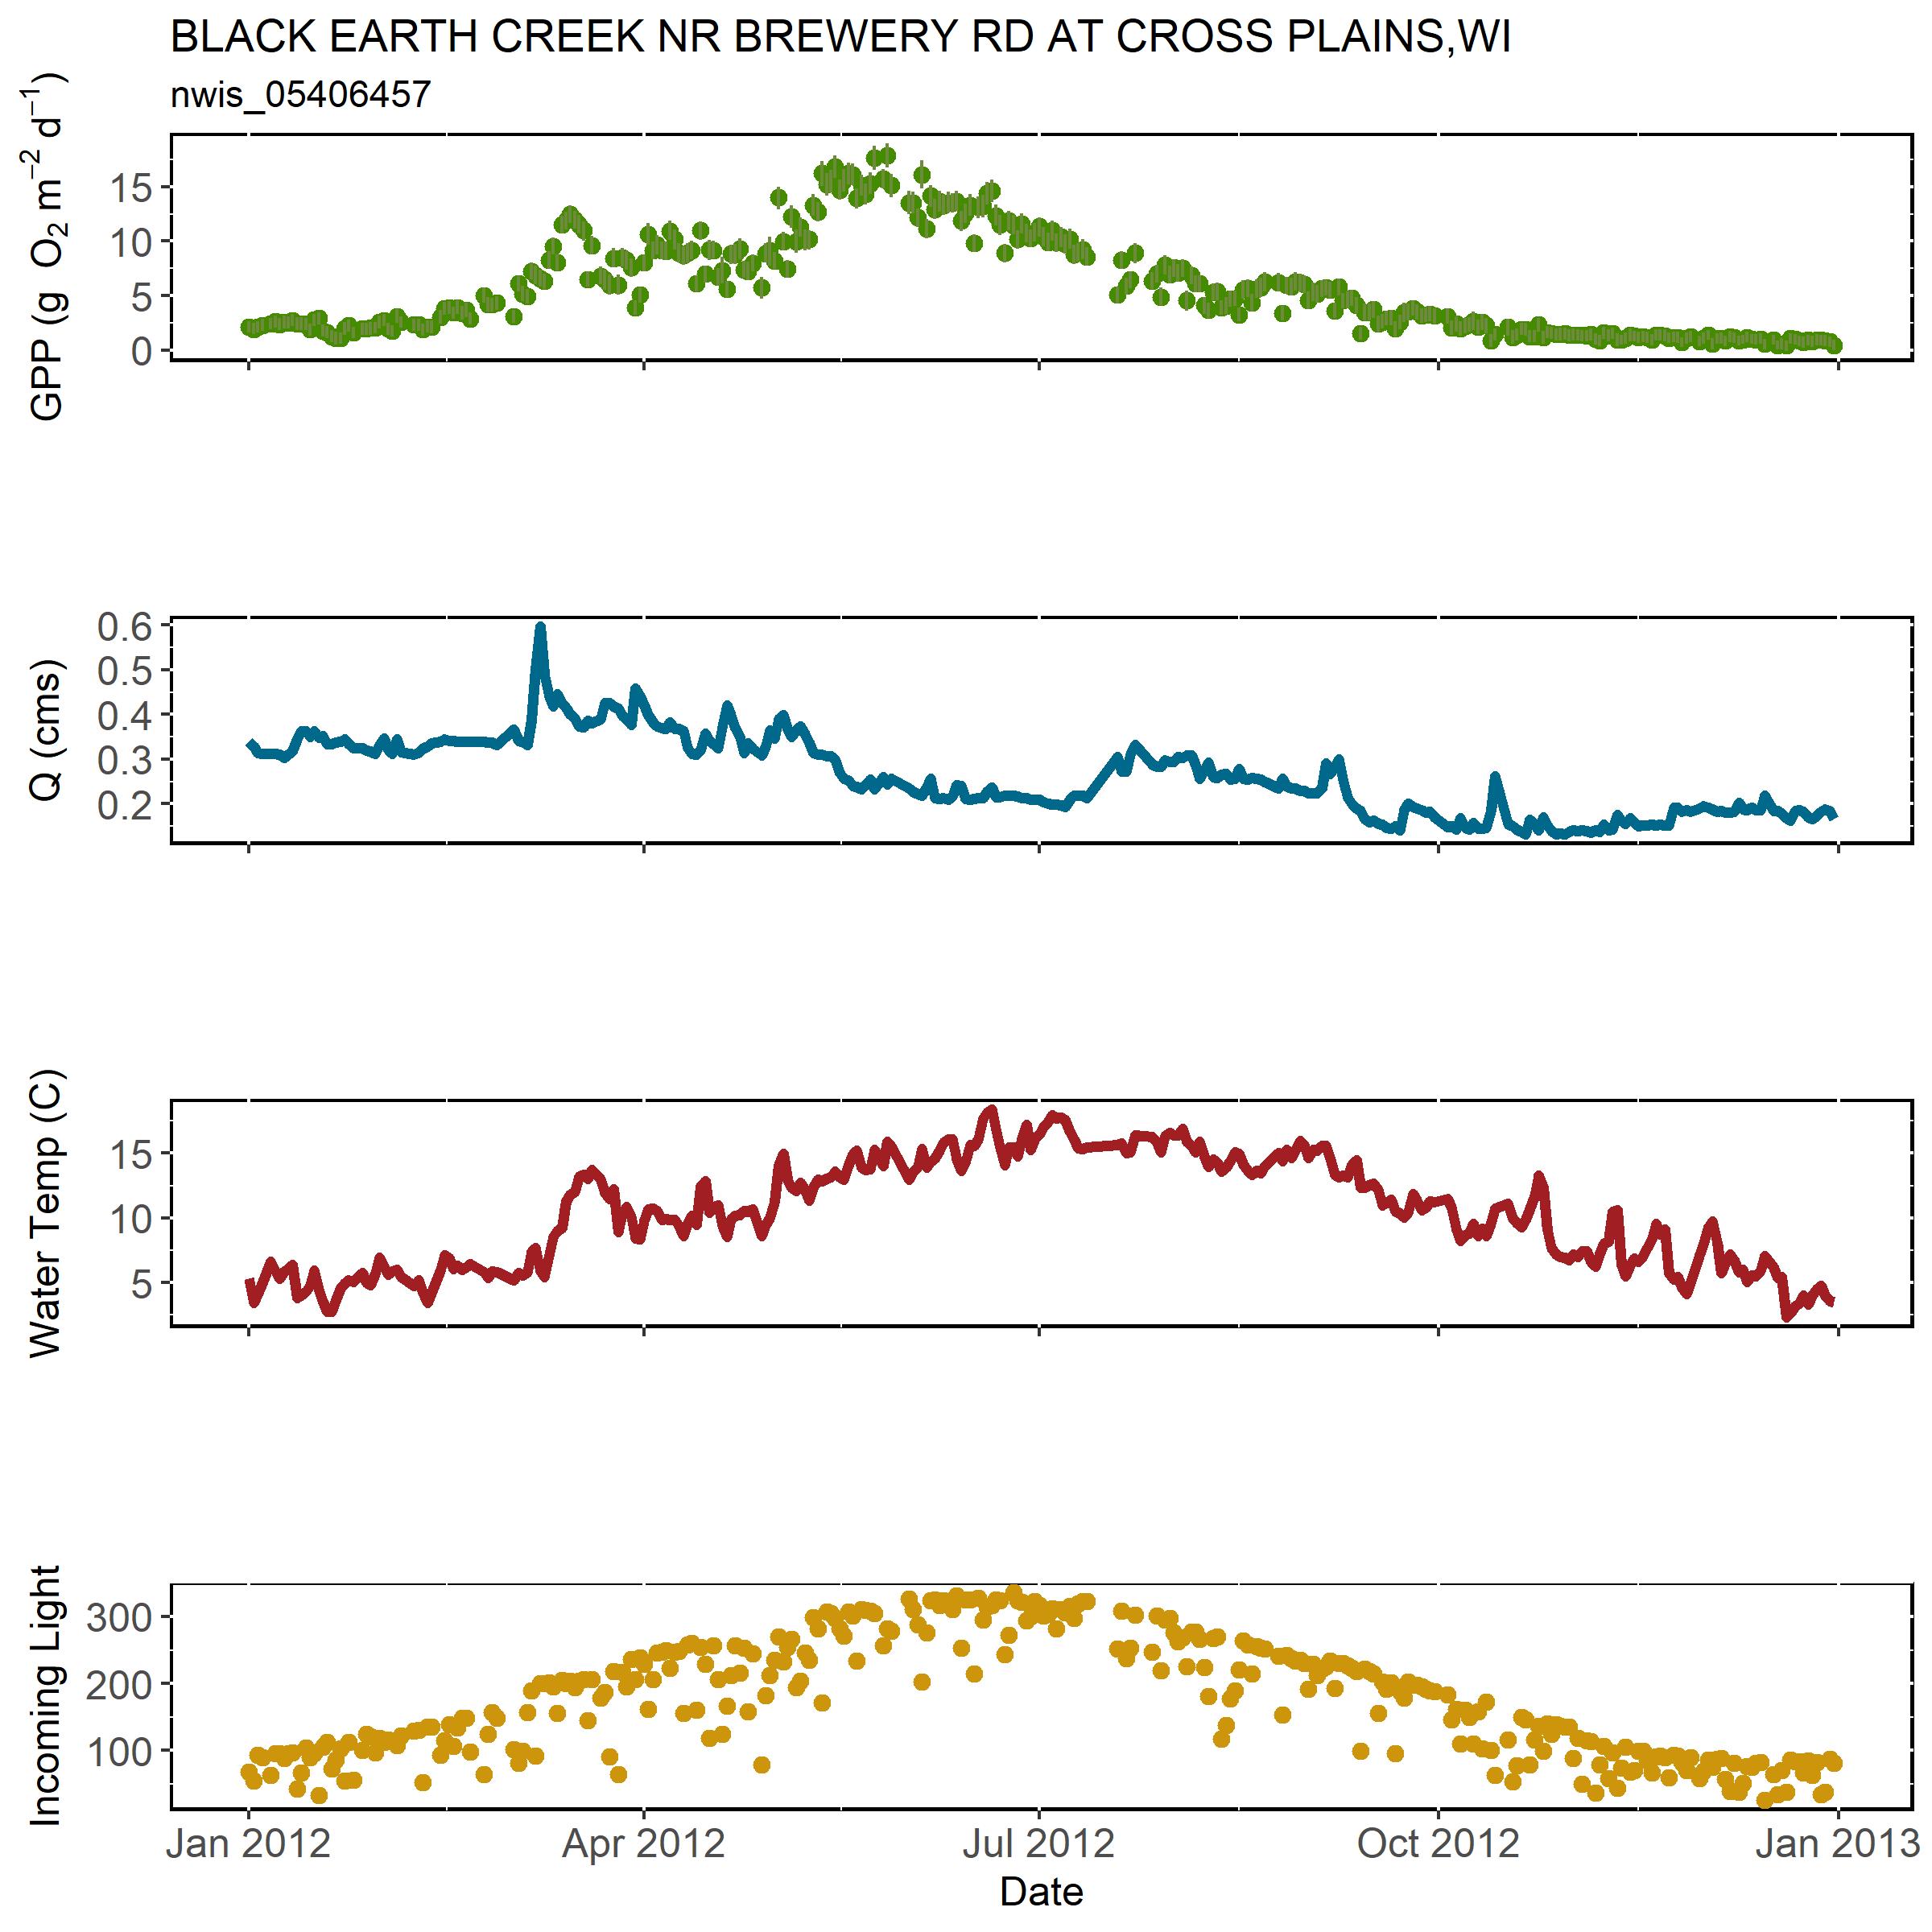 BLACK EARTH CREEK NR BREWERY RD AT CROSS PLAINS,WI
nwis_05406457
GPP (g O₂ m⁻² d⁻¹)
15
10
5
0
Q (cms)
0.6
0.5
0.4
0.3
0.2
Water Temp (C)
15
10
5
Incoming Light
300
200
100
Jan 2012 Apr 2012 Jul 2012 Oct 2012 Jan 2013
Date